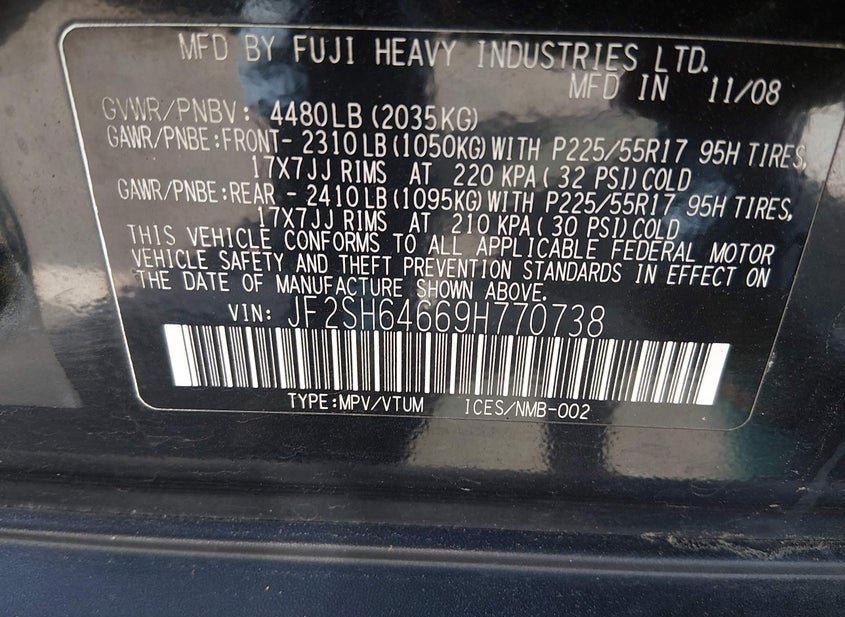 MFD BY FUJI HEAVY INDUSTRIES LTD.
MFD IN 11/08
GVWR/PNBV: 4480LB(2035KG)
GAWR/PNBE:FRONT- 2310LB(1050KG)WITH P225/55R17 95H TIRES,
17X7JJ RIMS AT 220 KPA( 32 PSI)COLD
GAWR/PNBE:REAR - 2410LB(1095KG)WITH P225/55R17 95H TIRES,
17X7JJ RIMS AT 210 KPA( 30 PSI)COLD
THIS VEHICLE CONFORMS TO ALL APPLICABLE FEDERAL MOTOR
VEHICLE SAFETY AND THEFT PREVENTION STANDARDS IN EFFECT ON
THE DATE OF MANUFACTURE SHOWN ABOVE.
VIN: JF2SH64669H770738
TYPE:MPV/VTUM ICES/NMB-002